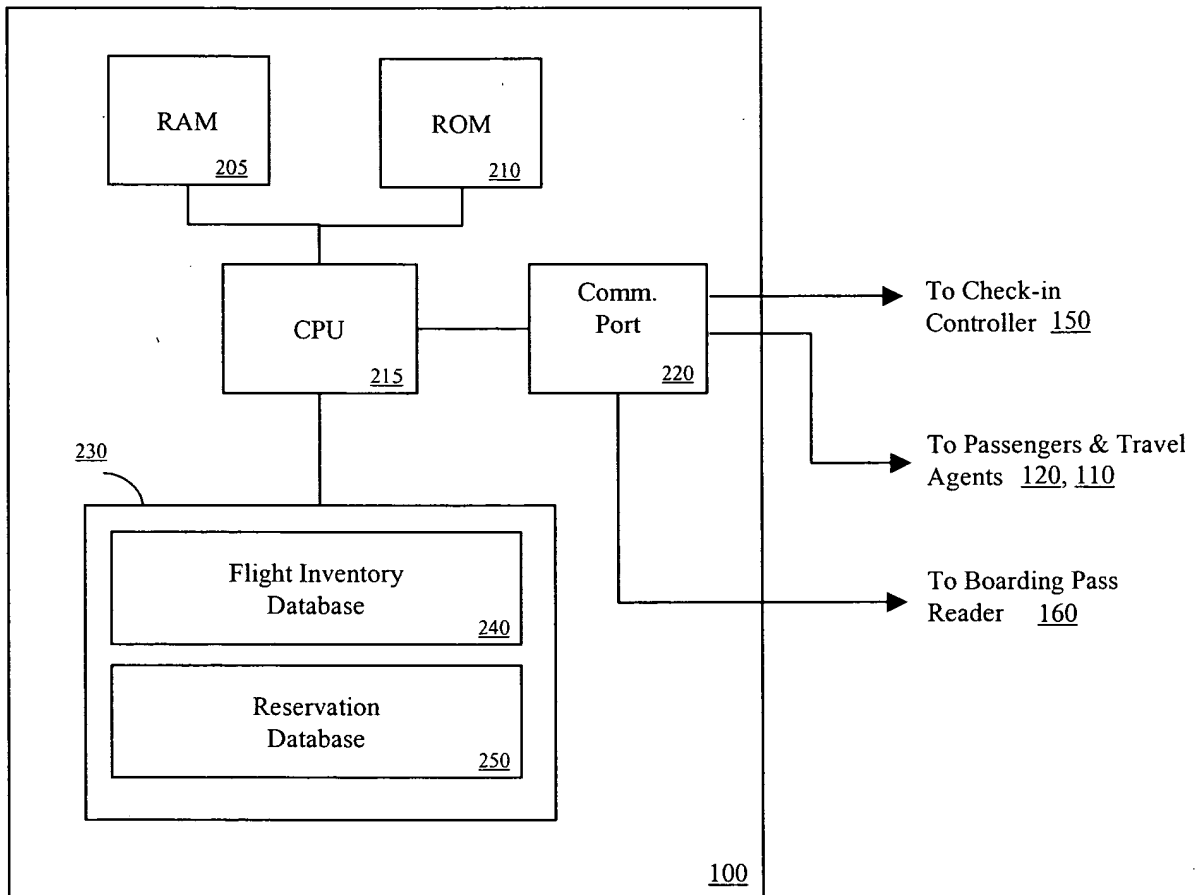 RAM
205
ROM
210
CPU
215
Comm.
Port
220
To Check-in
Controller 150
To Passengers & Travel
Agents 120, 110
To Boarding Pass
Reader 160
230
Flight Inventory
Database
240
Reservation
Database
250
100